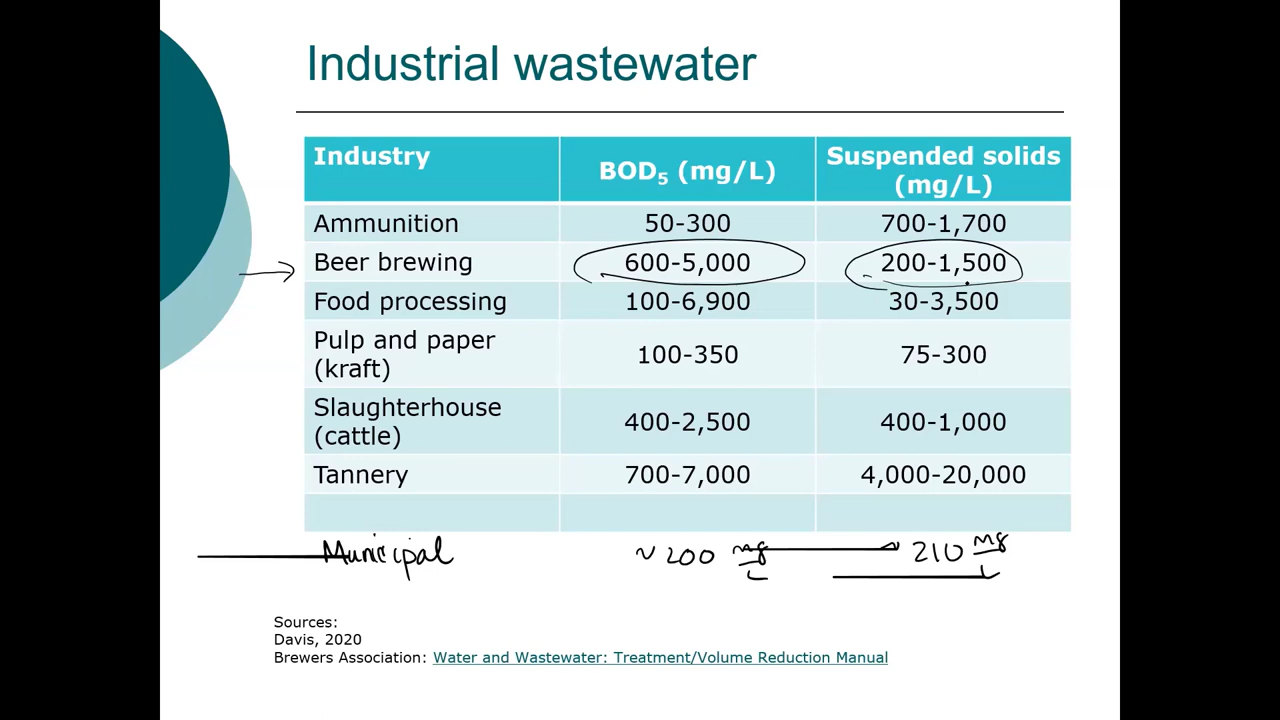 Industrial wastewater
Industry BOD5 (mg/L) Suspended solids (mg/L)
Ammunition 50-300 700-1,700
Beer brewing 600-5,000 200-1,500
Food processing 100-6,900 30-3,500
Pulp and paper (kraft) 100-350 75-300
Slaughterhouse (cattle) 400-2,500 400-1,000
Tannery 700-7,000 4,000-20,000
Municipal ~200 mg/L ~210 mg/L
Sources:
Davis, 2020
Brewers Association: Water and Wastewater: Treatment/Volume Reduction Manual